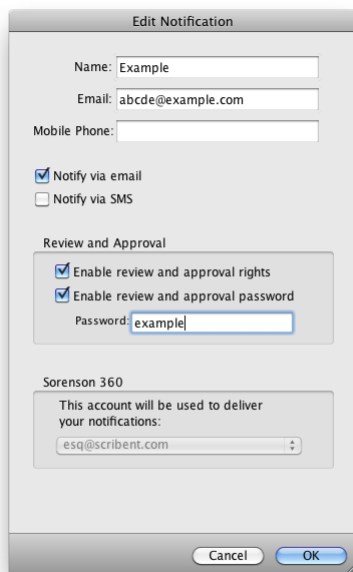 Edit Notification
Name: Example
Email: abcde@example.com
Mobile Phone:
Notify via email
Notify via SMS
Review and Approval
Enable review and approval rights
Enable review and approval password
Password: example
Sorenson 360
This account will be used to deliver
your notifications:
esq@scribent.com
Cancel OK